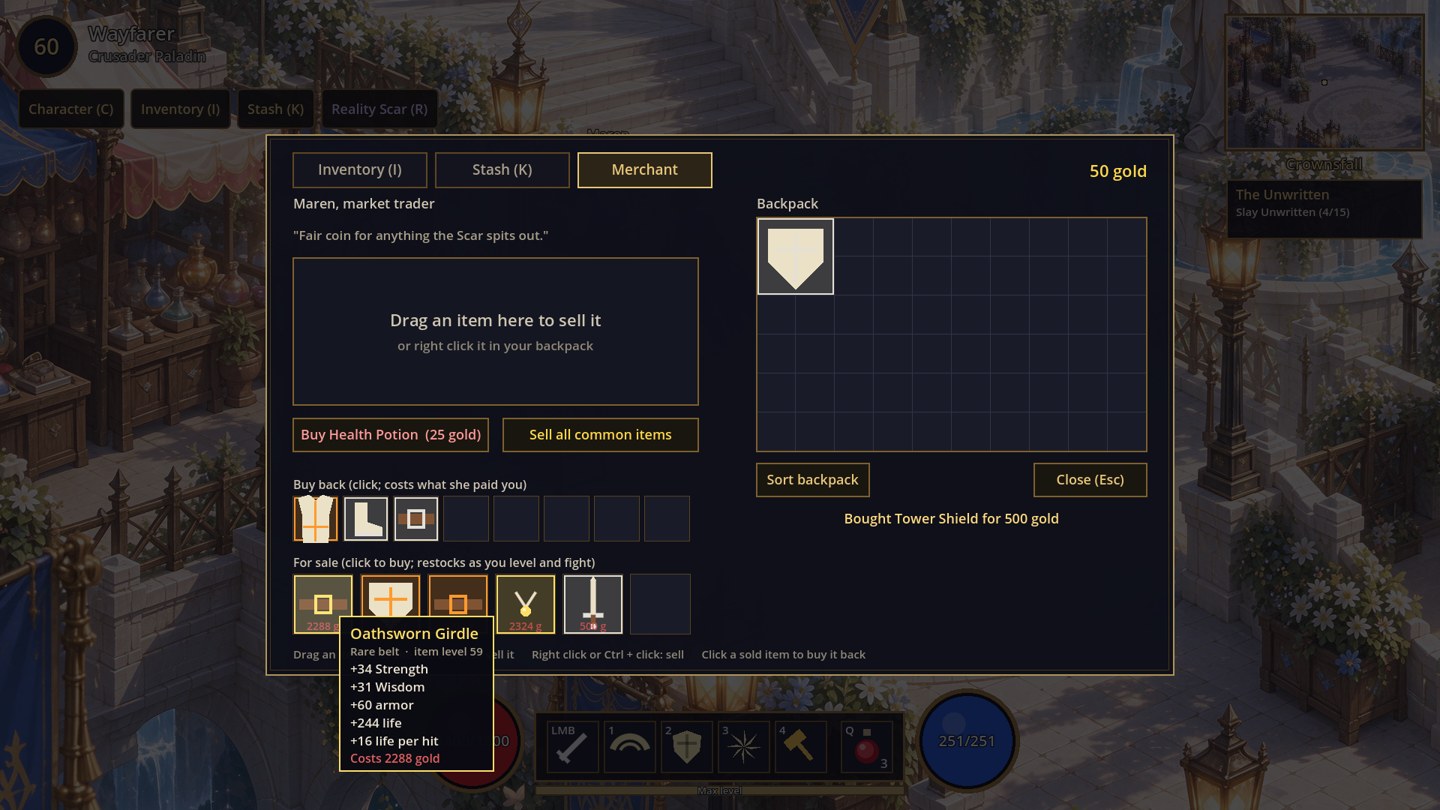 60
Wayfarer
Crusader Paladin
Character (C)
Inventory (I)
Stash (K)
Reality Scar (R)
Crownsfall
The Unwritten
Slay Unwritten (4/15)
Inventory (I)
Stash (K)
Merchant
50 gold
Maren, market trader
Backpack
"Fair coin for anything the Scar spits out."
Drag an item here to sell it
or right click it in your backpack
Buy Health Potion (25 gold)
Sell all common items
Sort backpack
Close (Esc)
Buy back (click; costs what she paid you)
Bought Tower Shield for 500 gold
For sale (click to buy; restocks as you level and fight)
2288 g
2324 g
Oathsworn Girdle
Rare belt · item level 59
+34 Strength
+31 Wisdom
+60 armor
+244 life
+16 life per hit
Costs 2288 gold
Drag an
sell it
Right click or Ctrl + click: sell
Click a sold item to buy it back
LMB
1
2
3
4
Q
3
251/251
Max level